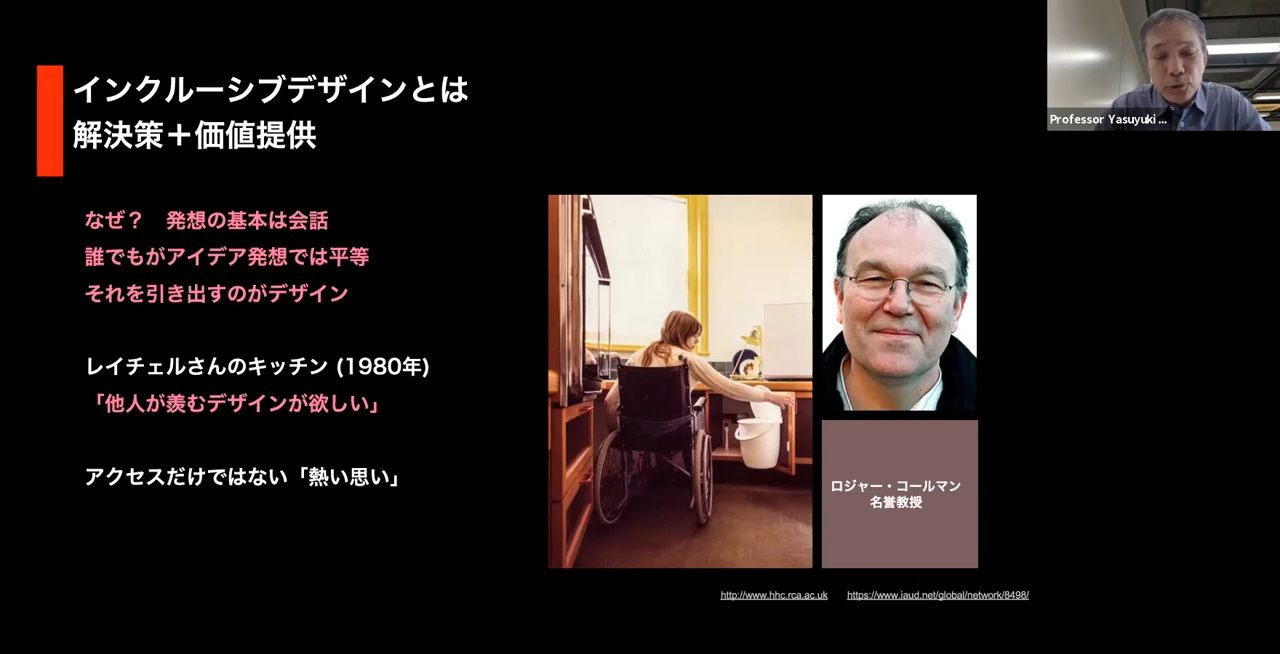 インクルーシブデザインとは
解決策＋価値提供
Professor Yasuyuki ...
なぜ？　発想の基本は会話
誰でもがアイデア発想では平等
それを引き出すのがデザイン
レイチェルさんのキッチン (1980年)
「他人が羨むデザインが欲しい」
アクセスだけではない「熱い思い」
ロジャー・コールマン
名誉教授
http://www.hhc.rca.ac.uk
https://www.iaud.net/global/network/8498/